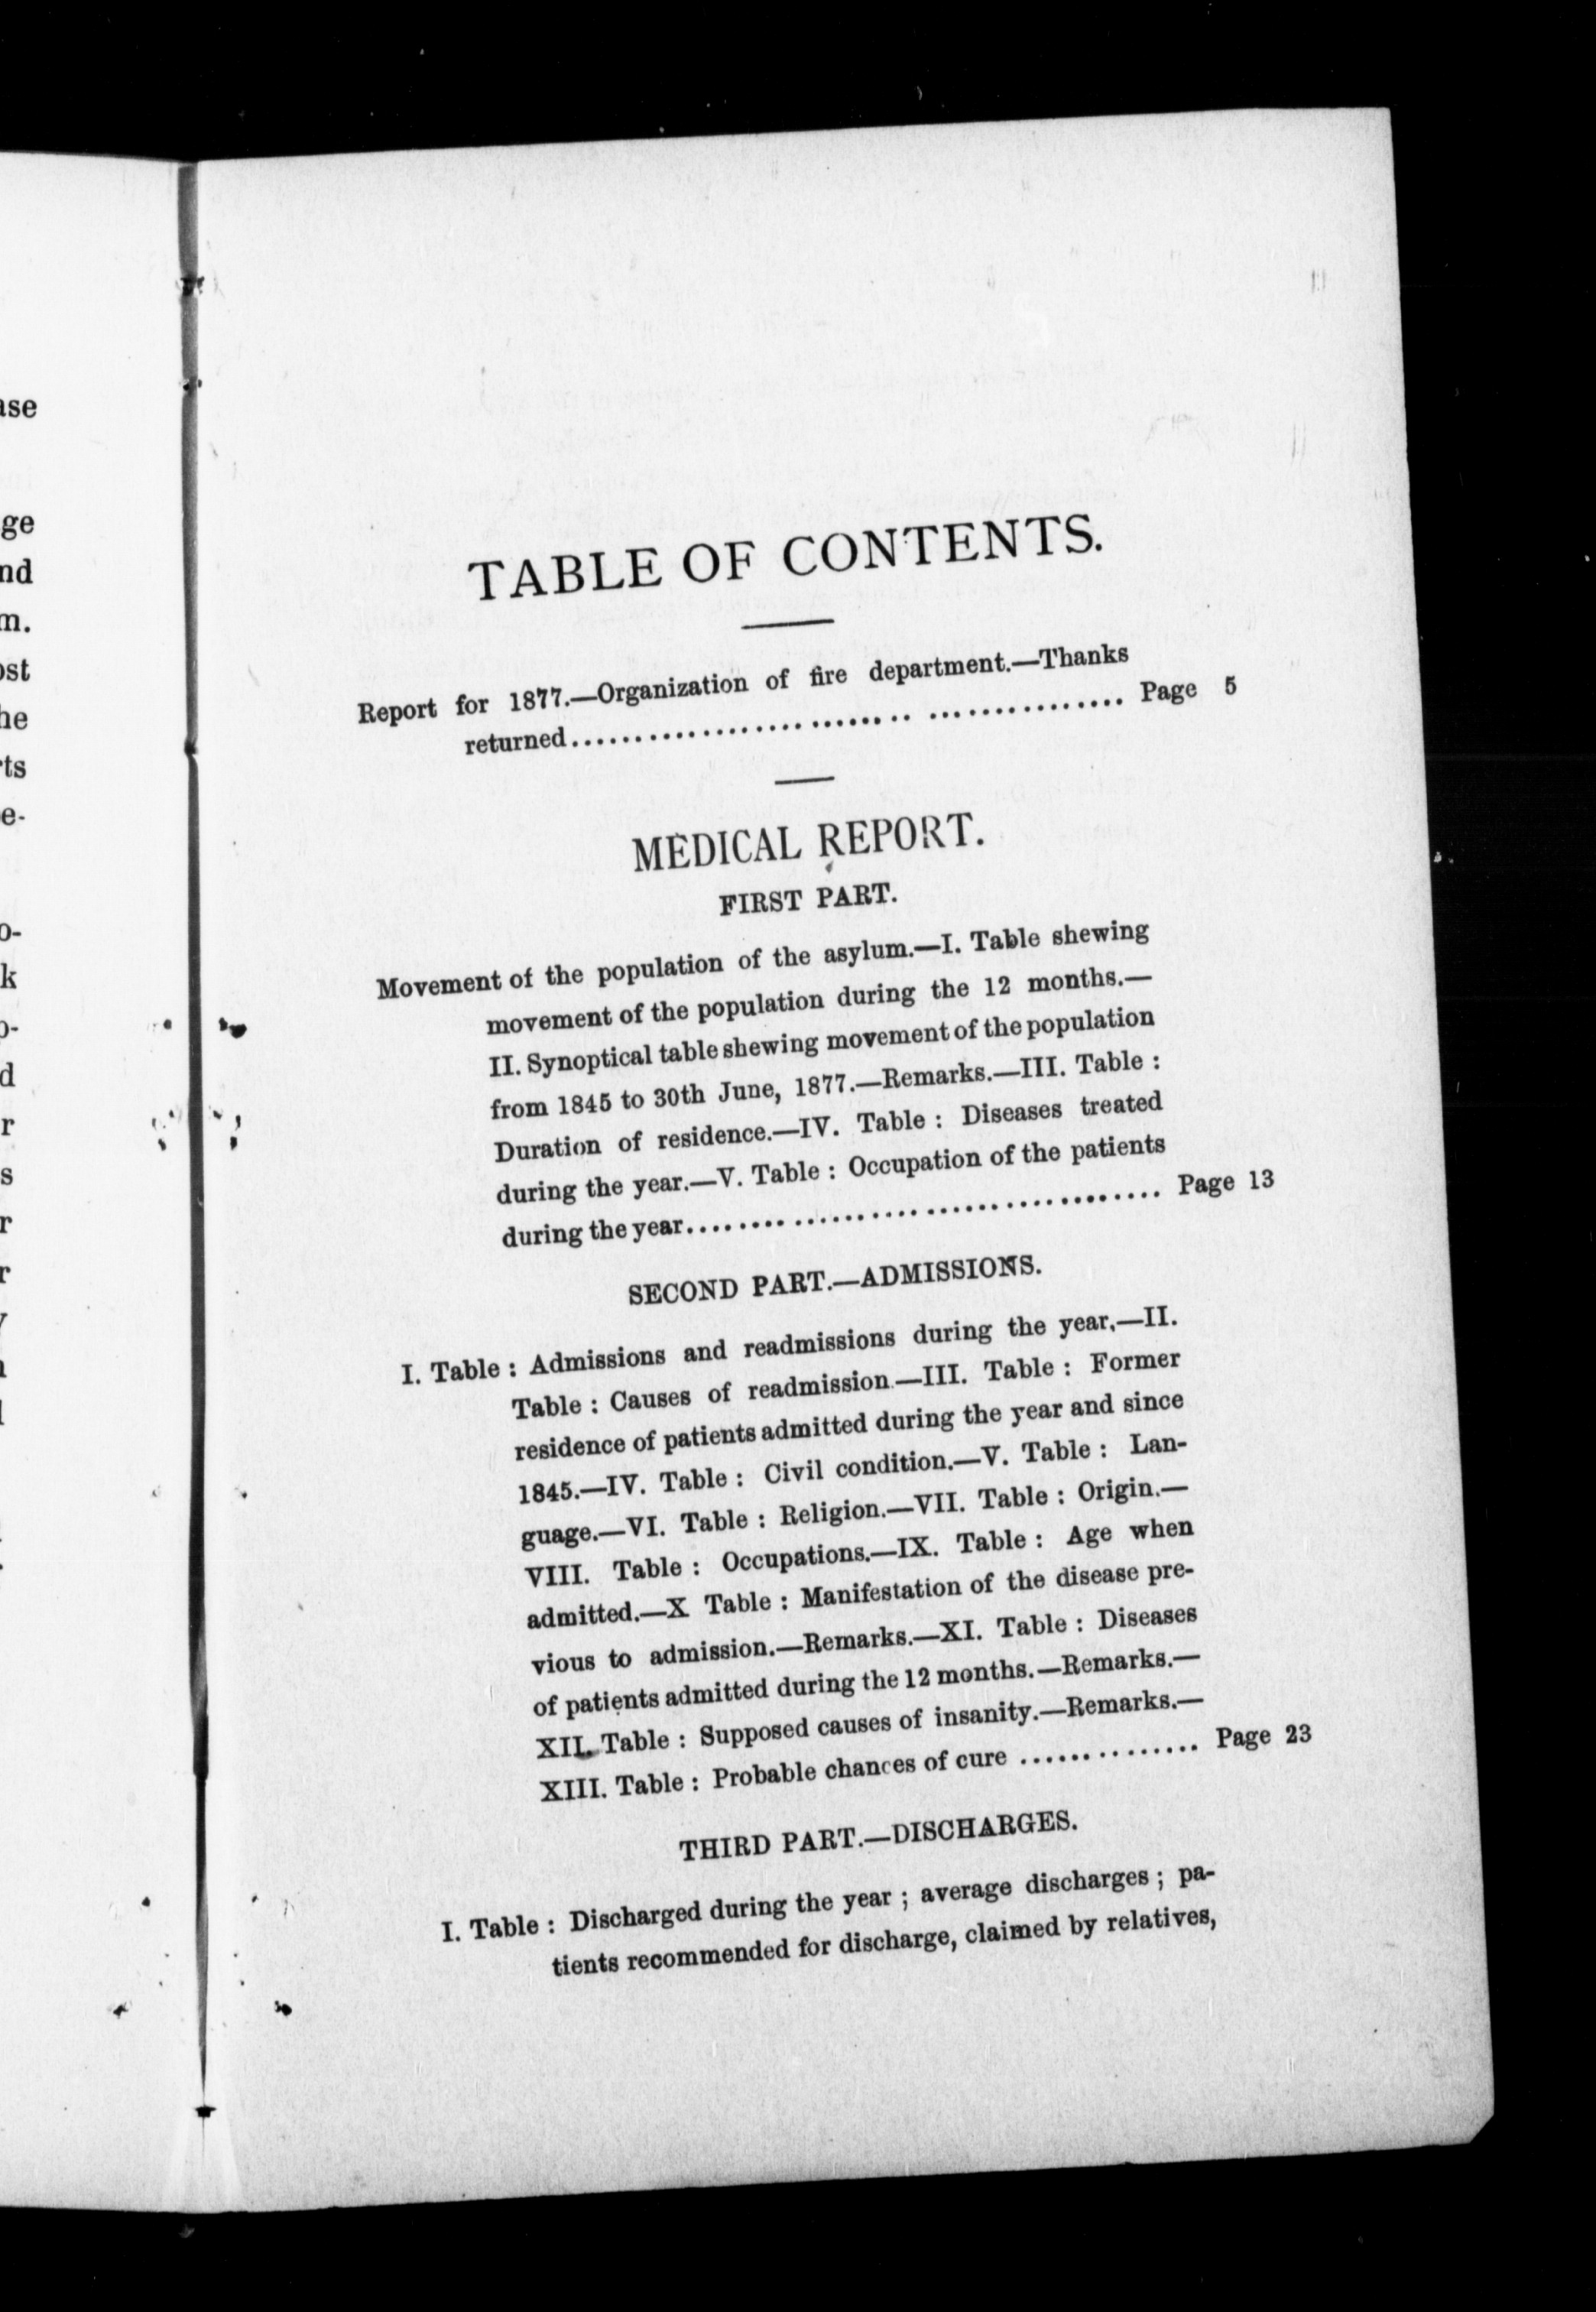 ase
ge
nd
m.
ost
he
rts
e-
o-
k
o-
d
r
s
r
r
TABLE OF CONTENTS.
Report for 1877.—Organization of fire department.—Thanks
returned.......................... ............... Page 5
MEDICAL REPORT.
FIRST PART.
Movement of the population of the asylum.—I. Table shewing
movement of the population during the 12 months.—
II. Synoptical table shewing movement of the population
from 1845 to 30th June, 1877.—Remarks.—III. Table :
Duration of residence.—IV. Table : Diseases treated
during the year.—V. Table : Occupation of the patients
during the year.................................... Page 13
SECOND PART.—ADMISSIONS.
I. Table : Admissions and readmissions during the year,—II.
Table : Causes of readmission.—III. Table : Former
residence of patients admitted during the year and since
1845.—IV. Table : Civil condition.—V. Table : Lan-
guage.—VI. Table : Religion.—VII. Table : Origin.—
VIII. Table : Occupations.—IX. Table : Age when
admitted.—X Table : Manifestation of the disease pre-
vious to admission.—Remarks.—XI. Table : Diseases
of patients admitted during the 12 months.—Remarks.—
XII. Table : Supposed causes of insanity.—Remarks.—
XIII. Table : Probable chances of cure .............. Page 23
THIRD PART.—DISCHARGES.
I. Table : Discharged during the year ; average discharges ; pa-
tients recommended for discharge, claimed by relatives,